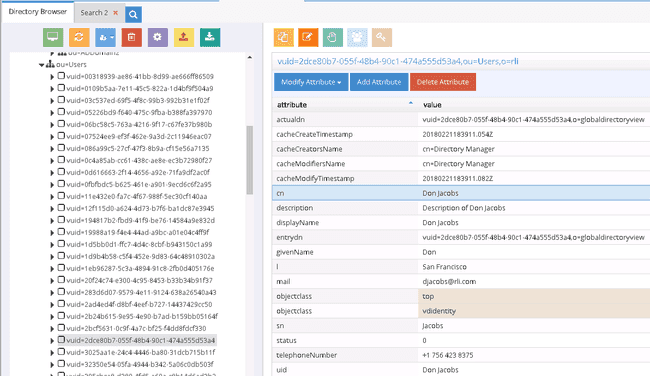 Directory Browser
Search 2
ou=Users
vuid=00318939-ae86-41bb-8d99-ae666ff86509
vuid=0109b5aa-7e11-45c5-822a-1d4bf9f504a9
vuid=03c537ed-69f5-4f8c-99b3-992b31e1f02f
vuid=05226bd9-f640-475c-9fba-b388fa397970
vuid=06bc58c5-763a-4216-9f17-c67fe37b980b
vuid=07524ee9-ef3f-462e-9a3d-2c11946eac07
vuid=086a99c5-27cf-47f3-8b9a-cf15e56a7135
vuid=0c4a85ab-cc61-438c-ae8e-ec3b72980f27
vuid=0d616663-2f14-4656-a92e-71fa9df2ac0f
vuid=0fbfbdc5-b625-461e-a901-9ecd6c6f2a95
vuid=11e432e0-fa7c-4f67-988f-5ec30cf140aa
vuid=12f115d0-a624-4d73-b7f6-ba1dc87e3945
vuid=194817b2-fbd9-41f9-be76-14584a9e832d
vuid=19988a19-f4e4-44ad-a9bc-a01e04c4ff9f
vuid=1d5bb0d1-ffc7-4d4c-8cbf-b943150c1a99
vuid=1d9b4b58-c5f4-452e-9d83-64c48910302a
vuid=1eb96287-5c3a-4894-91c8-2fb0d405176e
vuid=20f24c74-e300-4c95-8453-b33b34b91f37
vuid=283d6d07-9579-4e11-9124-638a26540a43
vuid=2ad4ed4f-d8bf-4eef-b727-14437429cc50
vuid=2b24b615-9e95-4e90-b7ad-b159bb05164f
vuid=2bcf5631-0c9f-4a7c-bf25-f4dd8fdcf330
vuid=2dce80b7-055f-48b4-90c1-474a555d53a4
vuid=3025aa1e-24c4-4446-ba80-31dcb715b11f
vuid=32350e54-05fa-4944-b342-5a06c0db503f
vuid=2dce80b7-055f-48b4-90c1-474a555d53a4,ou=Users,o=rli
Modify Attribute Add Attribute Delete Attribute
attribute value
actualdn vuid=2dce80b7-055f-48b4-90c1-474a555d53a4,o=globaldirectoryview
cacheCreateTimestamp 20180221183911.054Z
cacheCreatorsName cn=Directory Manager
cacheModifiersName cn=Directory Manager
cacheModifyTimestamp 20180221183911.082Z
cn Don Jacobs
description Description of Don Jacobs
displayName Don Jacobs
entrydn vuid=2dce80b7-055f-48b4-90c1-474a555d53a4,o=globaldirectoryview
givenName Don
l San Francisco
mail djacobs@rli.com
objectclass top
objectclass vdidentity
sn Jacobs
status 0
telephoneNumber +1 756 423 8375
uid Don Jacobs